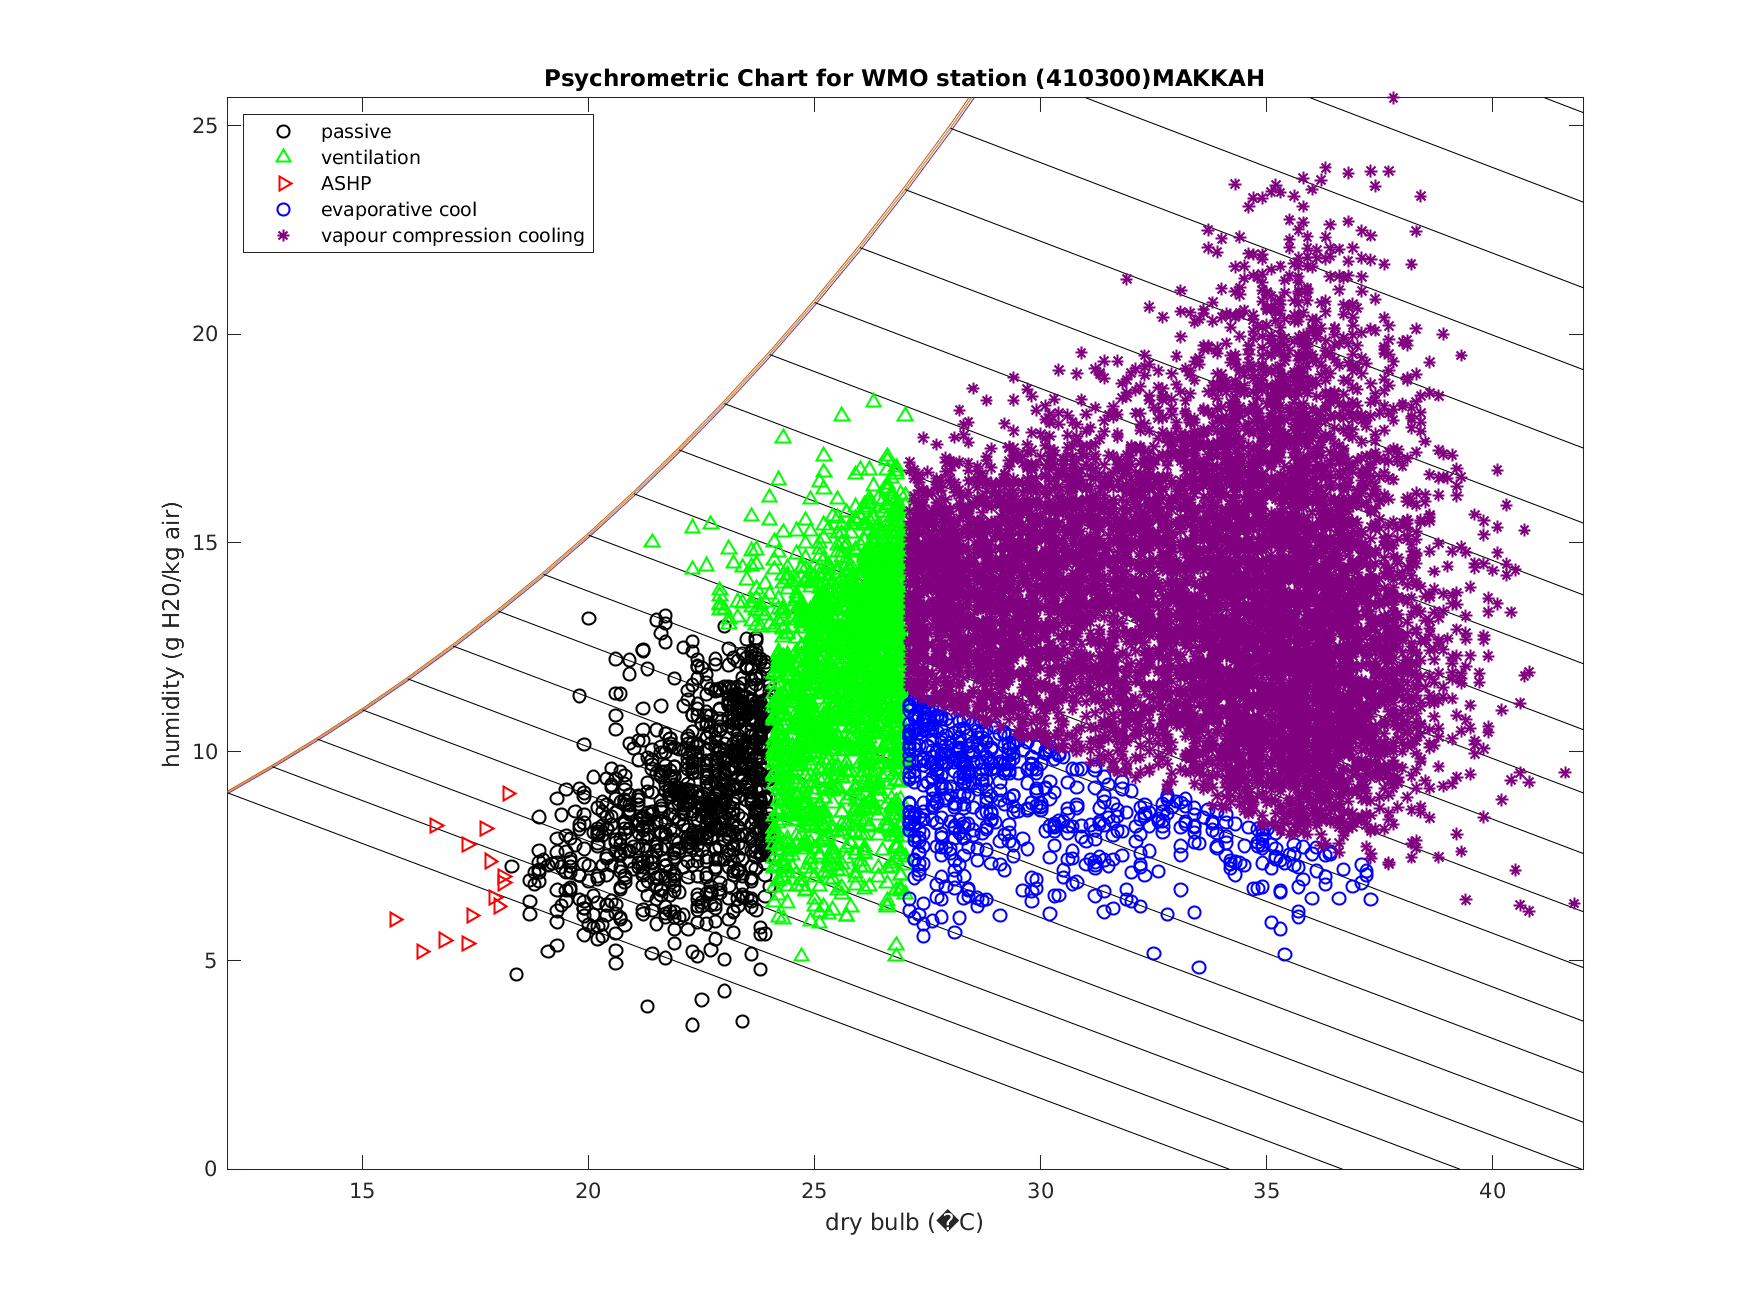 Psychrometric Chart for WMO station (410300)MAKKAH
25
20
15
10
5
0
humidity (g H20/kg air)
passive
ventilation
ASHP
evaporative cool
vapour compression cooling
15 20 25 30 35 40
dry bulb (�C)